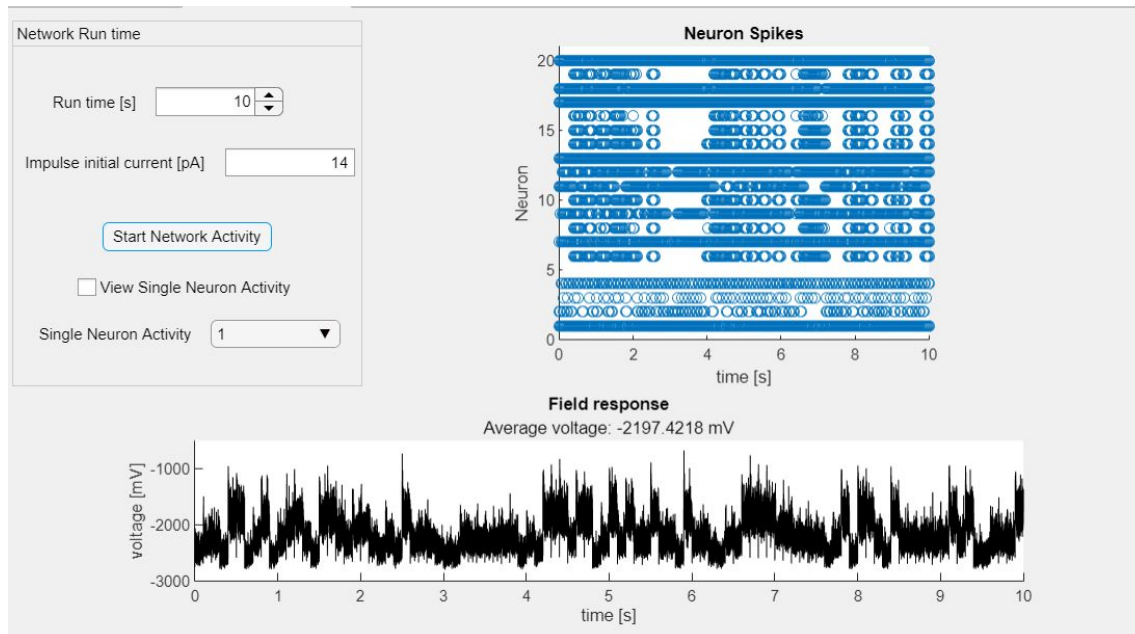 Network Run time
Run time [s] 10
Impulse initial current [pA] 14
Start Network Activity
View Single Neuron Activity
Single Neuron Activity 1
Neuron Spikes
20
15
10
5
0
Neuron
0 2 4 6 8 10
time [s]
Field response
Average voltage: -2197.4218 mV
-1000
-2000
-3000
voltage [mV]
0 1 2 3 4 5 6 7 8 9 10
time [s]